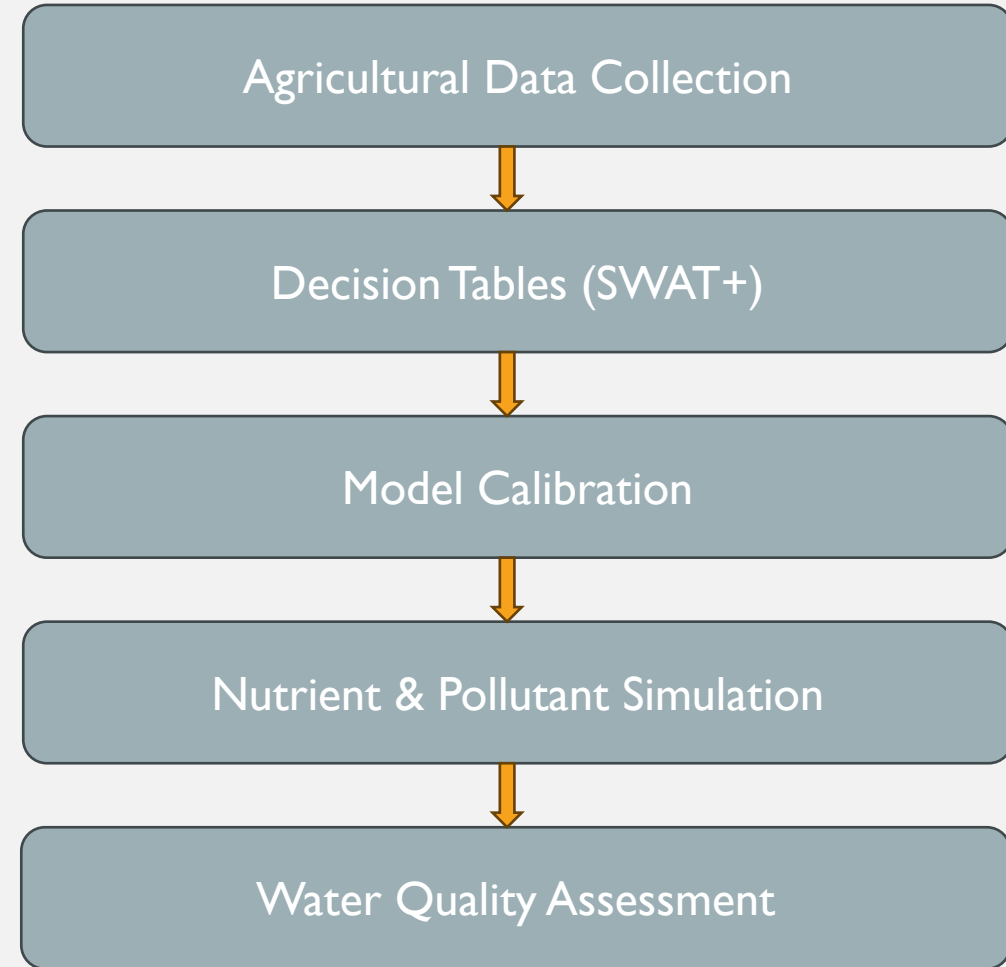 Agricultural Data Collection
Decision Tables (SWAT+)
Model Calibration
Nutrient & Pollutant Simulation
Water Quality Assessment